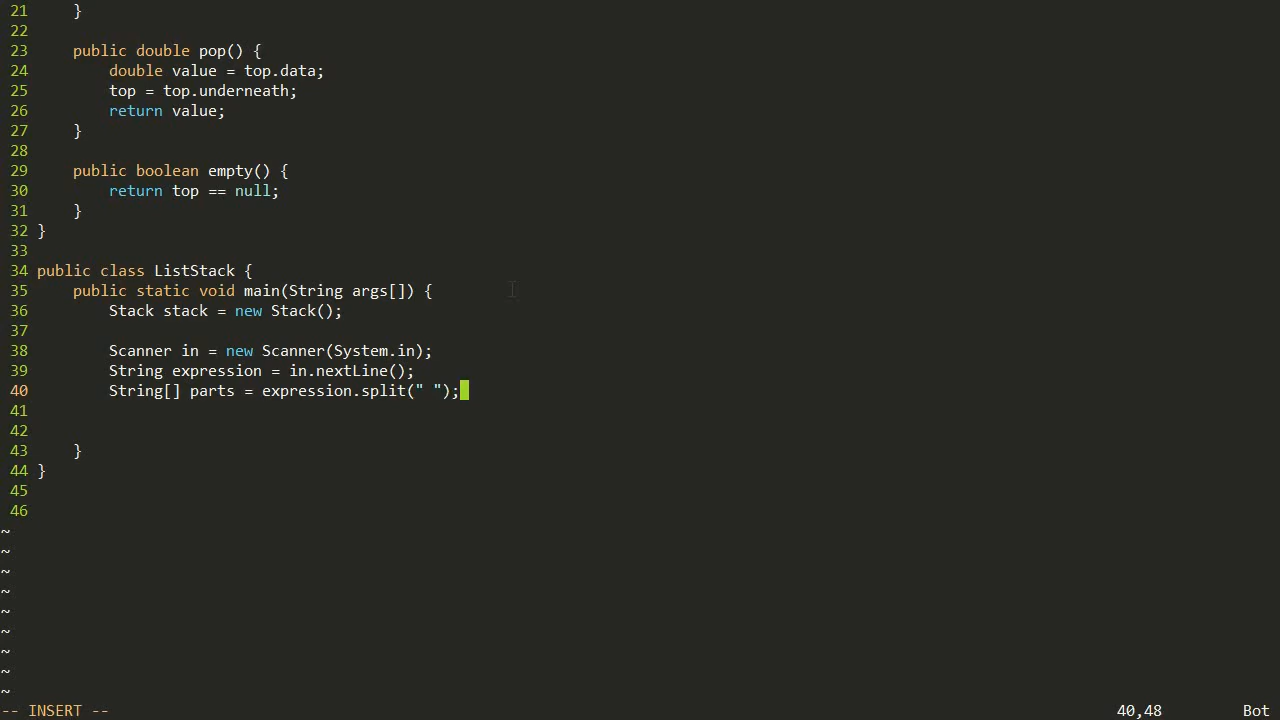 21     }
22
23     public double pop() {
24         double value = top.data;
25         top = top.underneath;
26         return value;
27     }
28
29     public boolean empty() {
30         return top == null;
31     }
32 }
33
34 public class ListStack {
35     public static void main(String args[]) {
36         Stack stack = new Stack();
37
38         Scanner in = new Scanner(System.in);
39         String expression = in.nextLine();
40         String[] parts = expression.split(" ");
41
42
43     }
44 }
45
46
~
~
~
~
~
~
~
~
~
-- INSERT -- 40,48 Bot